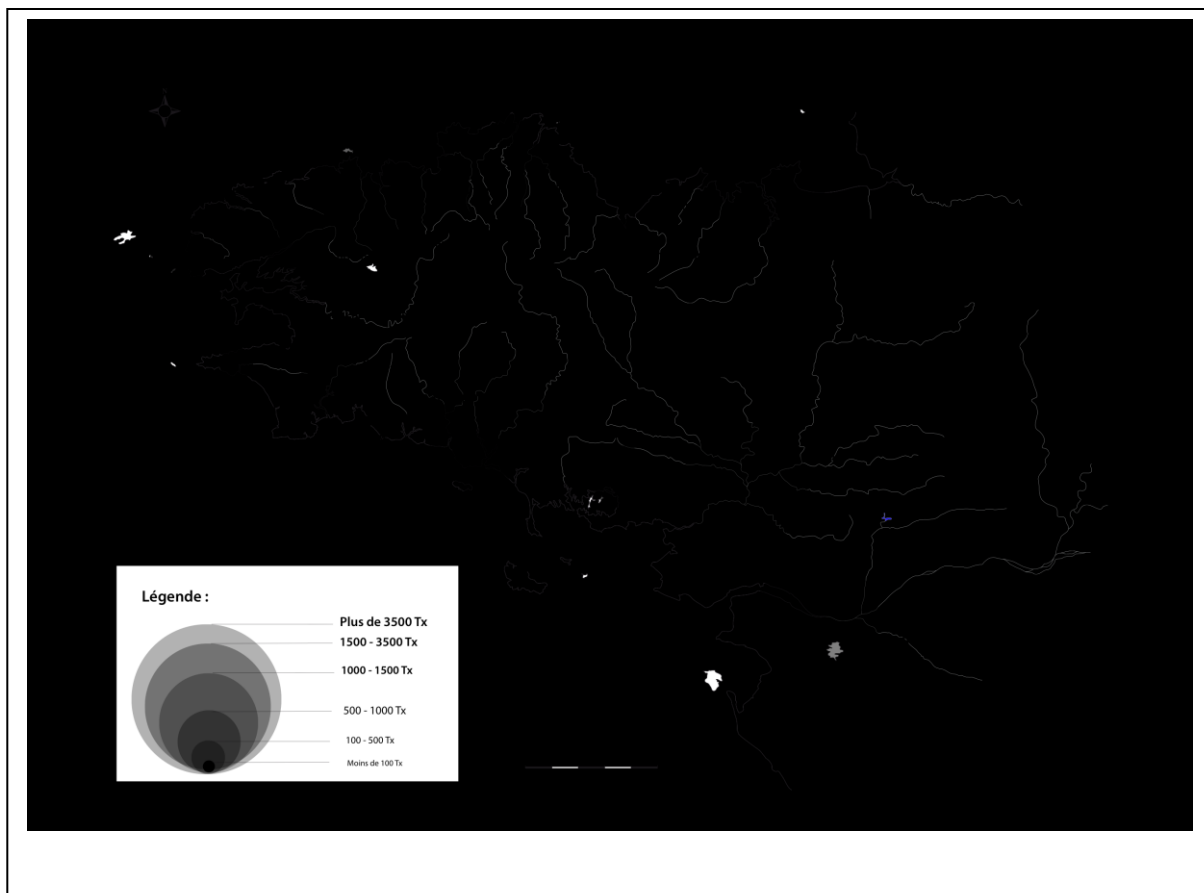 Légende :
Plus de 3500 Tx
1500 - 3500 Tx
1000 - 1500 Tx
500 - 1000 Tx
100 - 500 Tx
Moins de 100 Tx